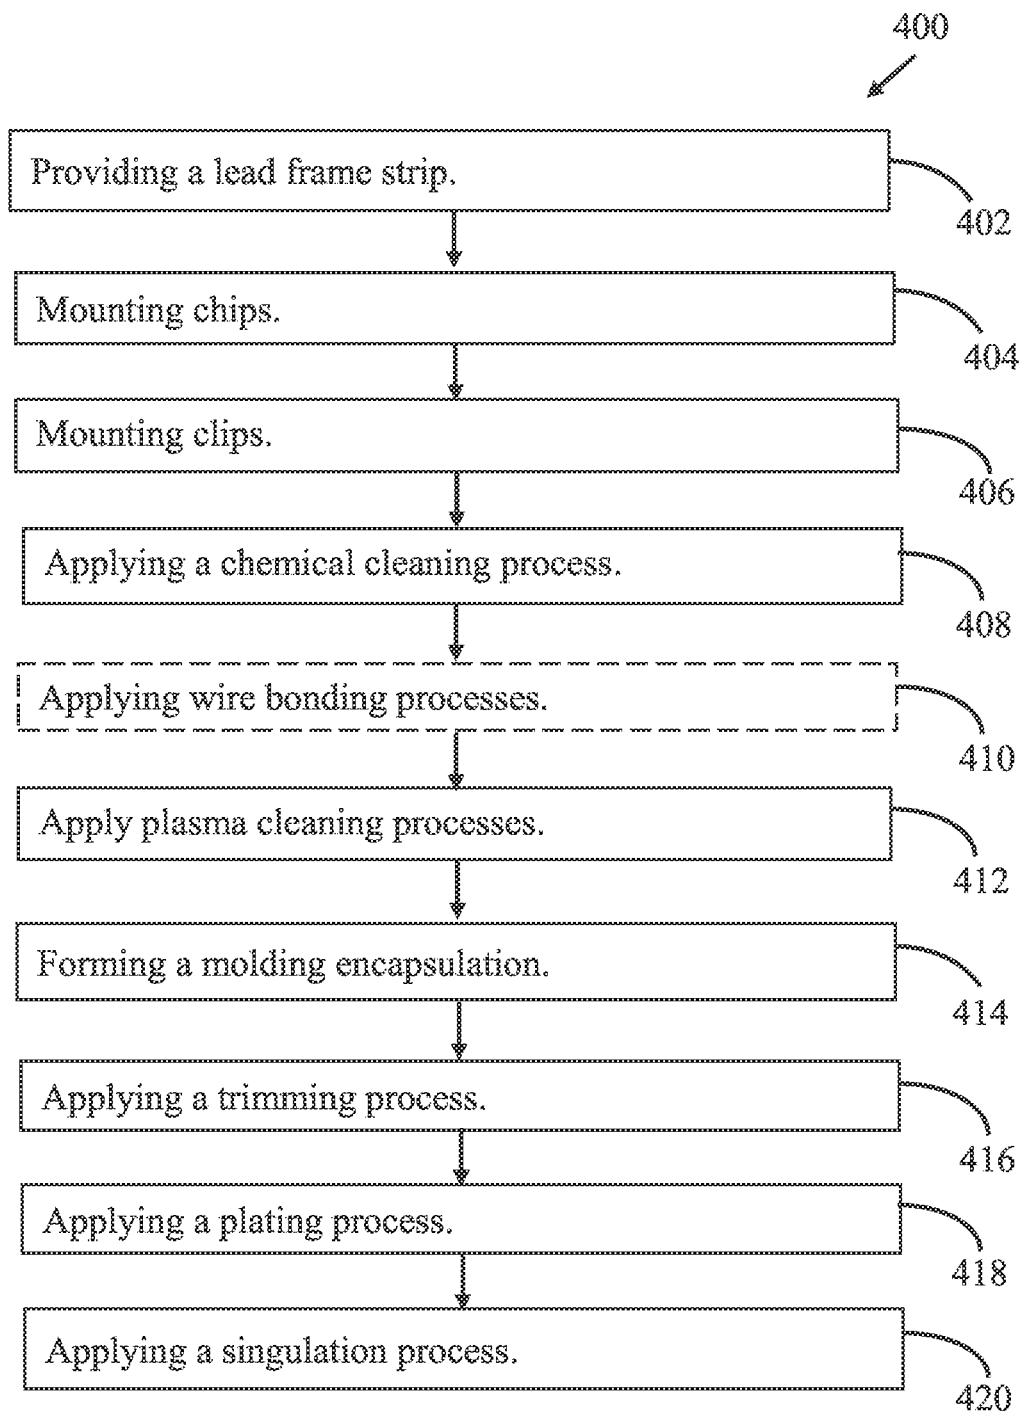 400
Providing a lead frame strip.
402
Mounting chips.
404
Mounting clips.
406
Applying a chemical cleaning process.
408
Applying wire bonding processes.
410
Apply plasma cleaning processes.
412
Forming a molding encapsulation.
414
Applying a trimming process.
416
Applying a plating process.
418
Applying a singulation process.
420